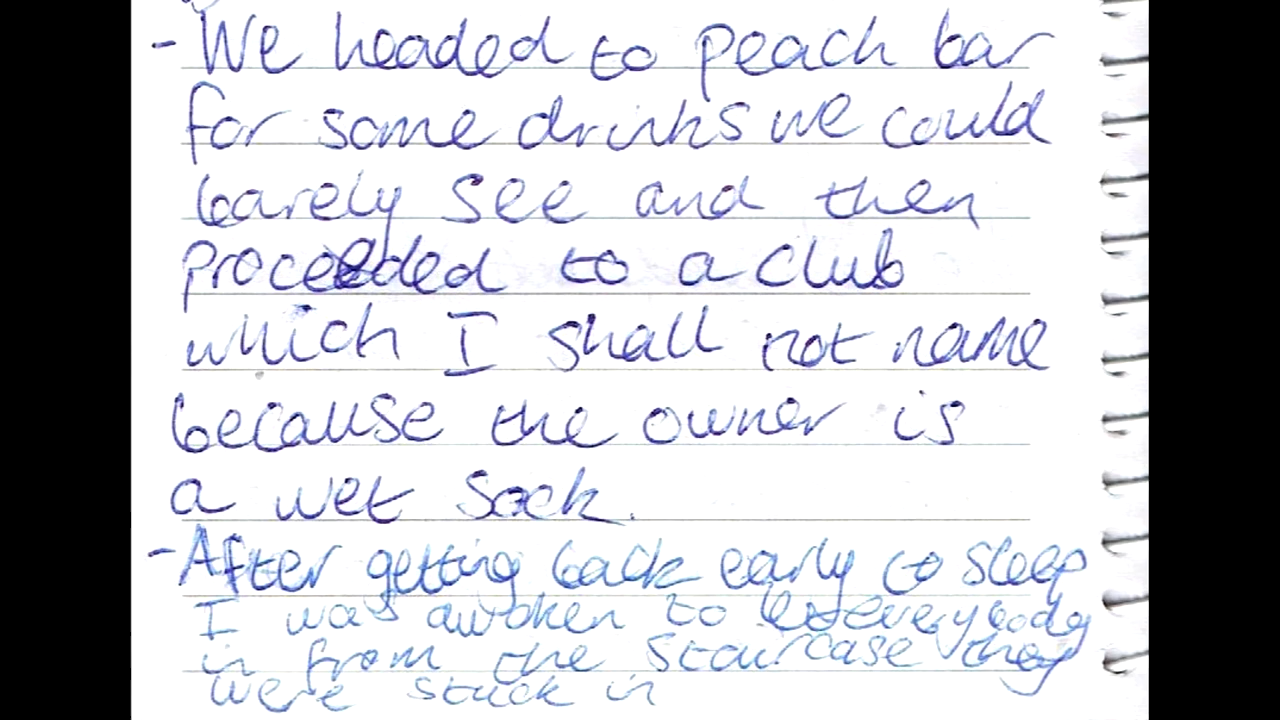 - We headed to peach bar
for some drinks we could
barely see and then
proceeded to a club
which I shall not name
because the owner is
a wet sock.
- After getting back early to sleep
I was awoken to let everybody
in from the staircase they
were stuck in